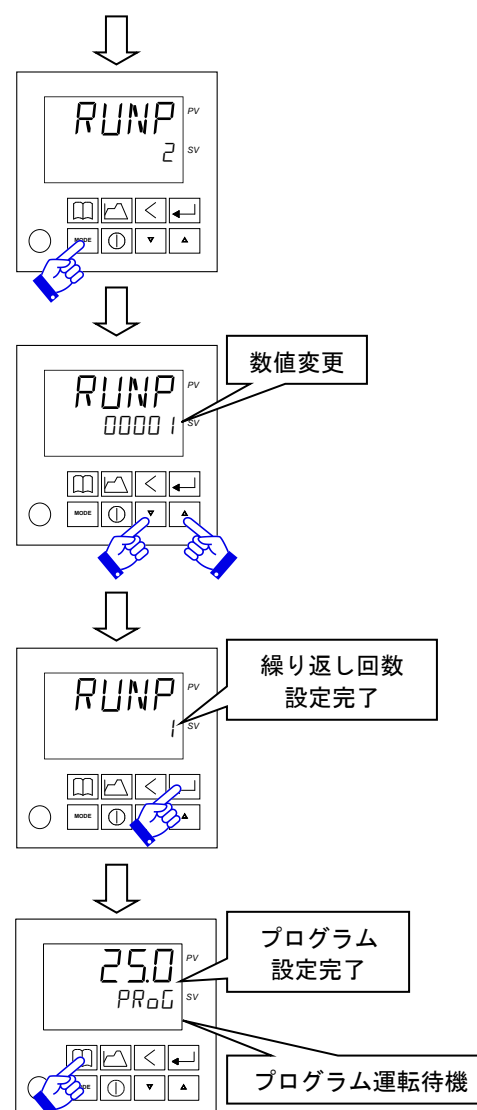 RUNP PV
2 SV
MODE
数値変更
RUNP PV
00001 SV
MODE
繰り返し回数
設定完了
RUNP PV
1 SV
MODE
プログラム
設定完了
25.0 PV
PRoG SV
プログラム運転待機